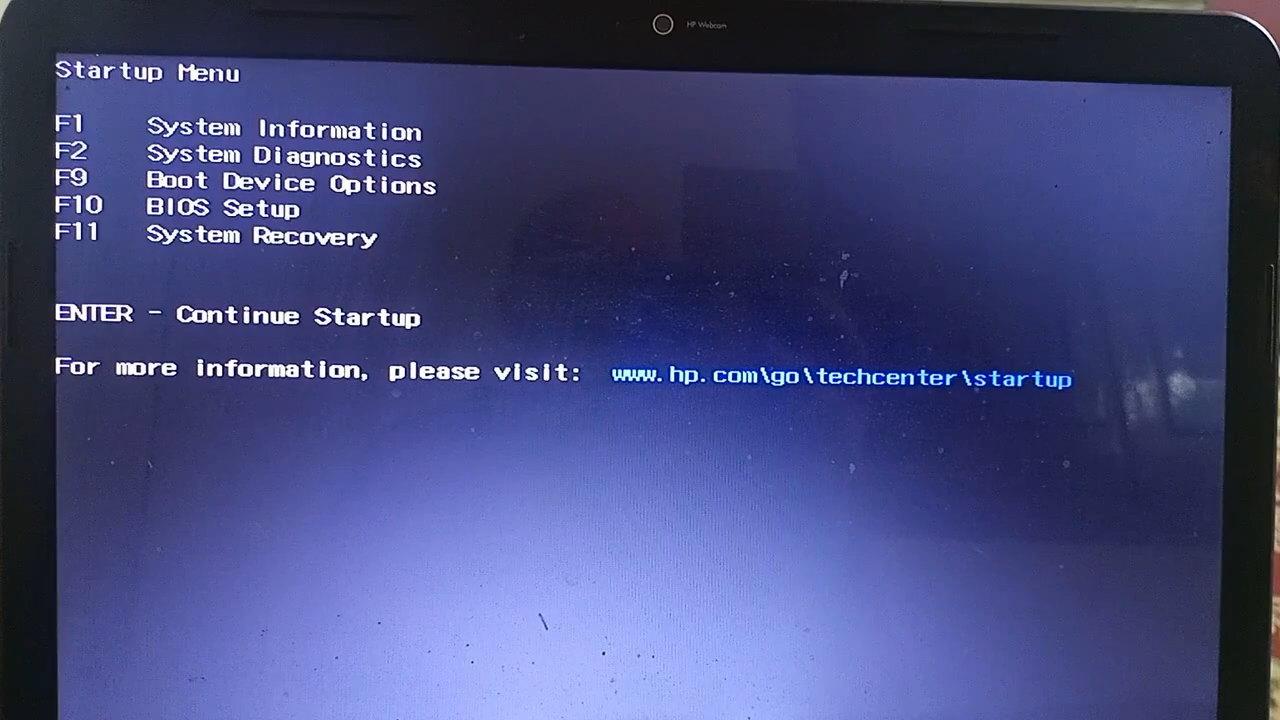 HP Webcam
Startup Menu
F1 System Information
F2 System Diagnostics
F9 Boot Device Options
F10 BIOS Setup
F11 System Recovery
ENTER - Continue Startup
For more information, please visit: www.hp.com\go\techcenter\startup